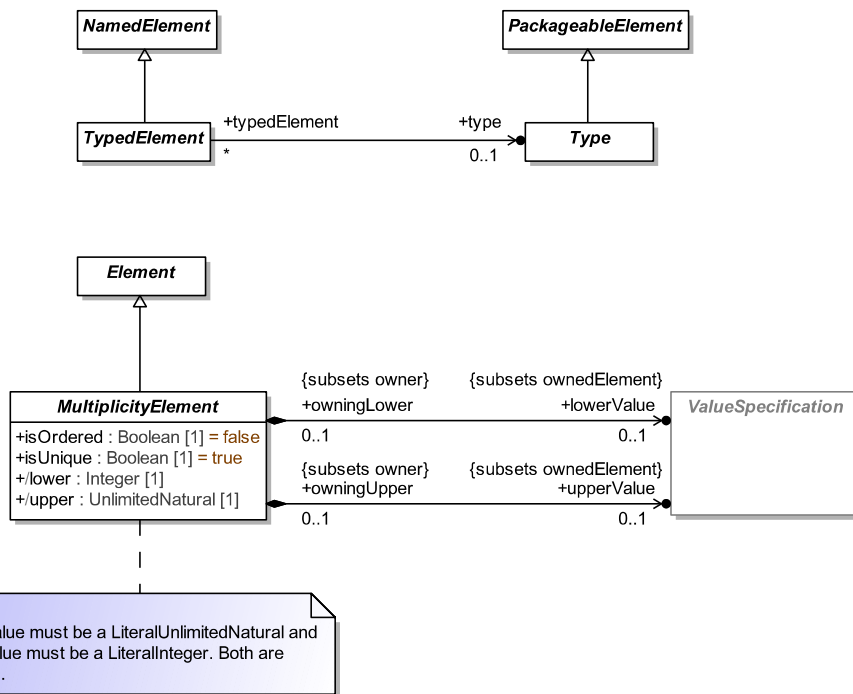 NamedElement
PackageableElement
TypedElement
+typedElement
+type
Type
*
0..1
Element
{subsets owner}
{subsets ownedElement}
MultiplicityElement
+owningLower
+lowerValue
ValueSpecification
+isOrdered : Boolean [1] = false
0..1
0..1
+isUnique : Boolean [1] = true
+/lower : Integer [1]
{subsets owner}
{subsets ownedElement}
+/upper : UnlimitedNatural [1]
+owningUpper
+upperValue
0..1
0..1
must be a LiteralUnlimitedNatural and
must be a LiteralInteger. Both are
.